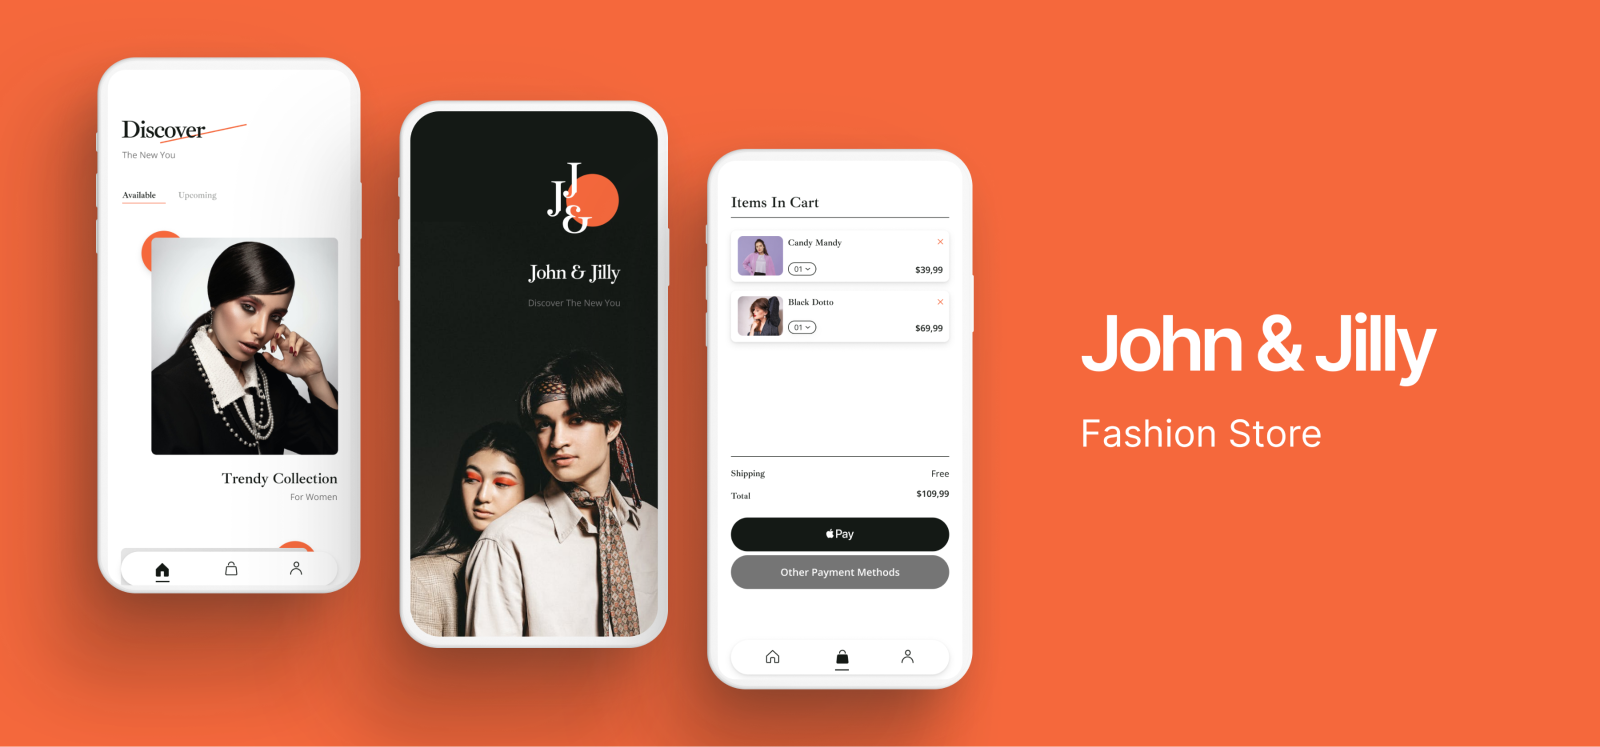 Discover
The New You
Available Upcoming
Trendy Collection
For Women
J
J
&
John & Jilly
Discover The New You
Items In Cart
Candy Mandy
01
$39,99
Black Dotto
01
$69,99
Shipping Free
Total $109,99
Pay
Other Payment Methods
John & Jilly
Fashion Store